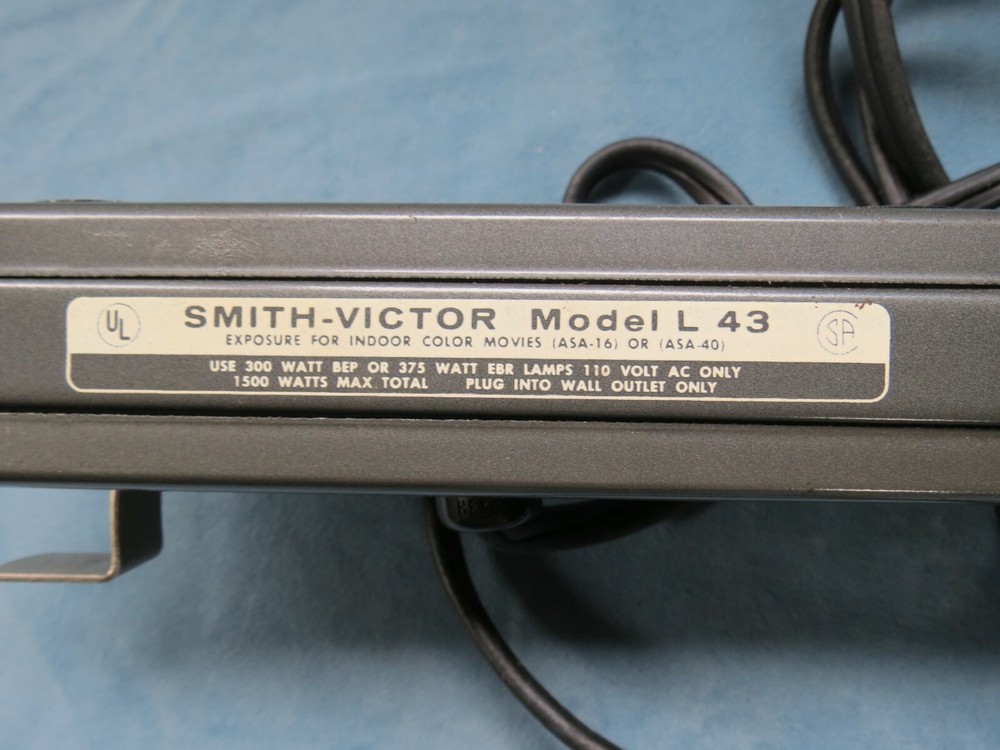 UL
SMITH-VICTOR Model L 43
SA
EXPOSURE FOR INDOOR COLOR MOVIES (ASA-16) OR (ASA-40)
USE 300 WATT BEP OR 375 WATT EBR LAMPS 110 VOLT AC ONLY
1500 WATTS MAX. TOTAL PLUG INTO WALL OUTLET ONLY